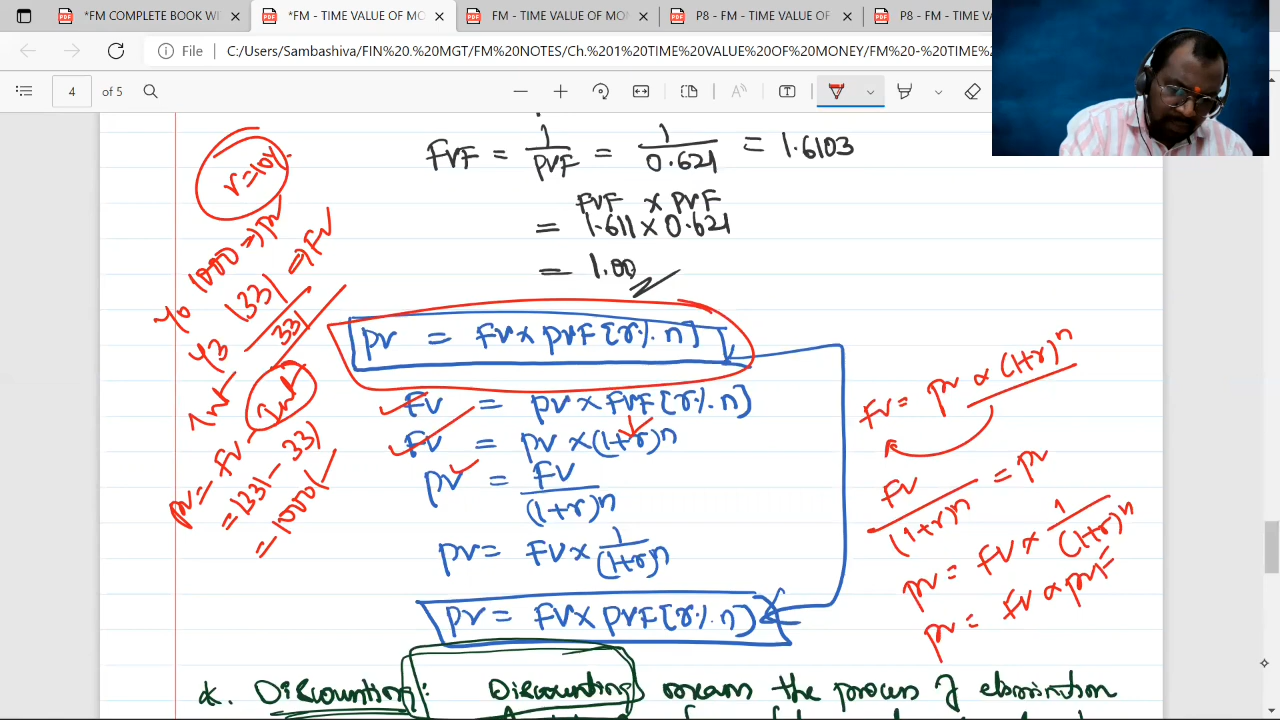 *FM COMPLETE BOOK WI
*FM - TIME VALUE OF MO
FM - TIME VALUE OF MON
P8 - FM - TIME VALUE OF
P8 - FM - TIME VA
File
C:/Users/Sambashiva/FIN%20.%20MGT/FM%20NOTES/Ch.%201%20TIME%20VALUE%20OF%20MONEY/FM%20-%20TIME%
4 of 5
FVF = 1/PVF = 1/0.621 = 1.6103
FVF x PVF
= 1.611 x 0.621
= 1.00
r=10%
Y0 1000 => PV
Y3 1331 => FV
Int 331
PV = FV - Int
= 1331 - 331
= 1000/
PV = FV x PVF [r%. n]
FV = PV x FVF [r%. n]
FV = PV x (1+r)^n
PV = FV/(1+r)^n
PV = FV x 1/(1+r)^n
PV = FV x PVF [r%. n]
FV = PV x (1+r)^n
FV/(1+r)^n = PV
PV = FV x 1/(1+r)^n
PV = FV x PVF
Discounting: Discounting means the process of